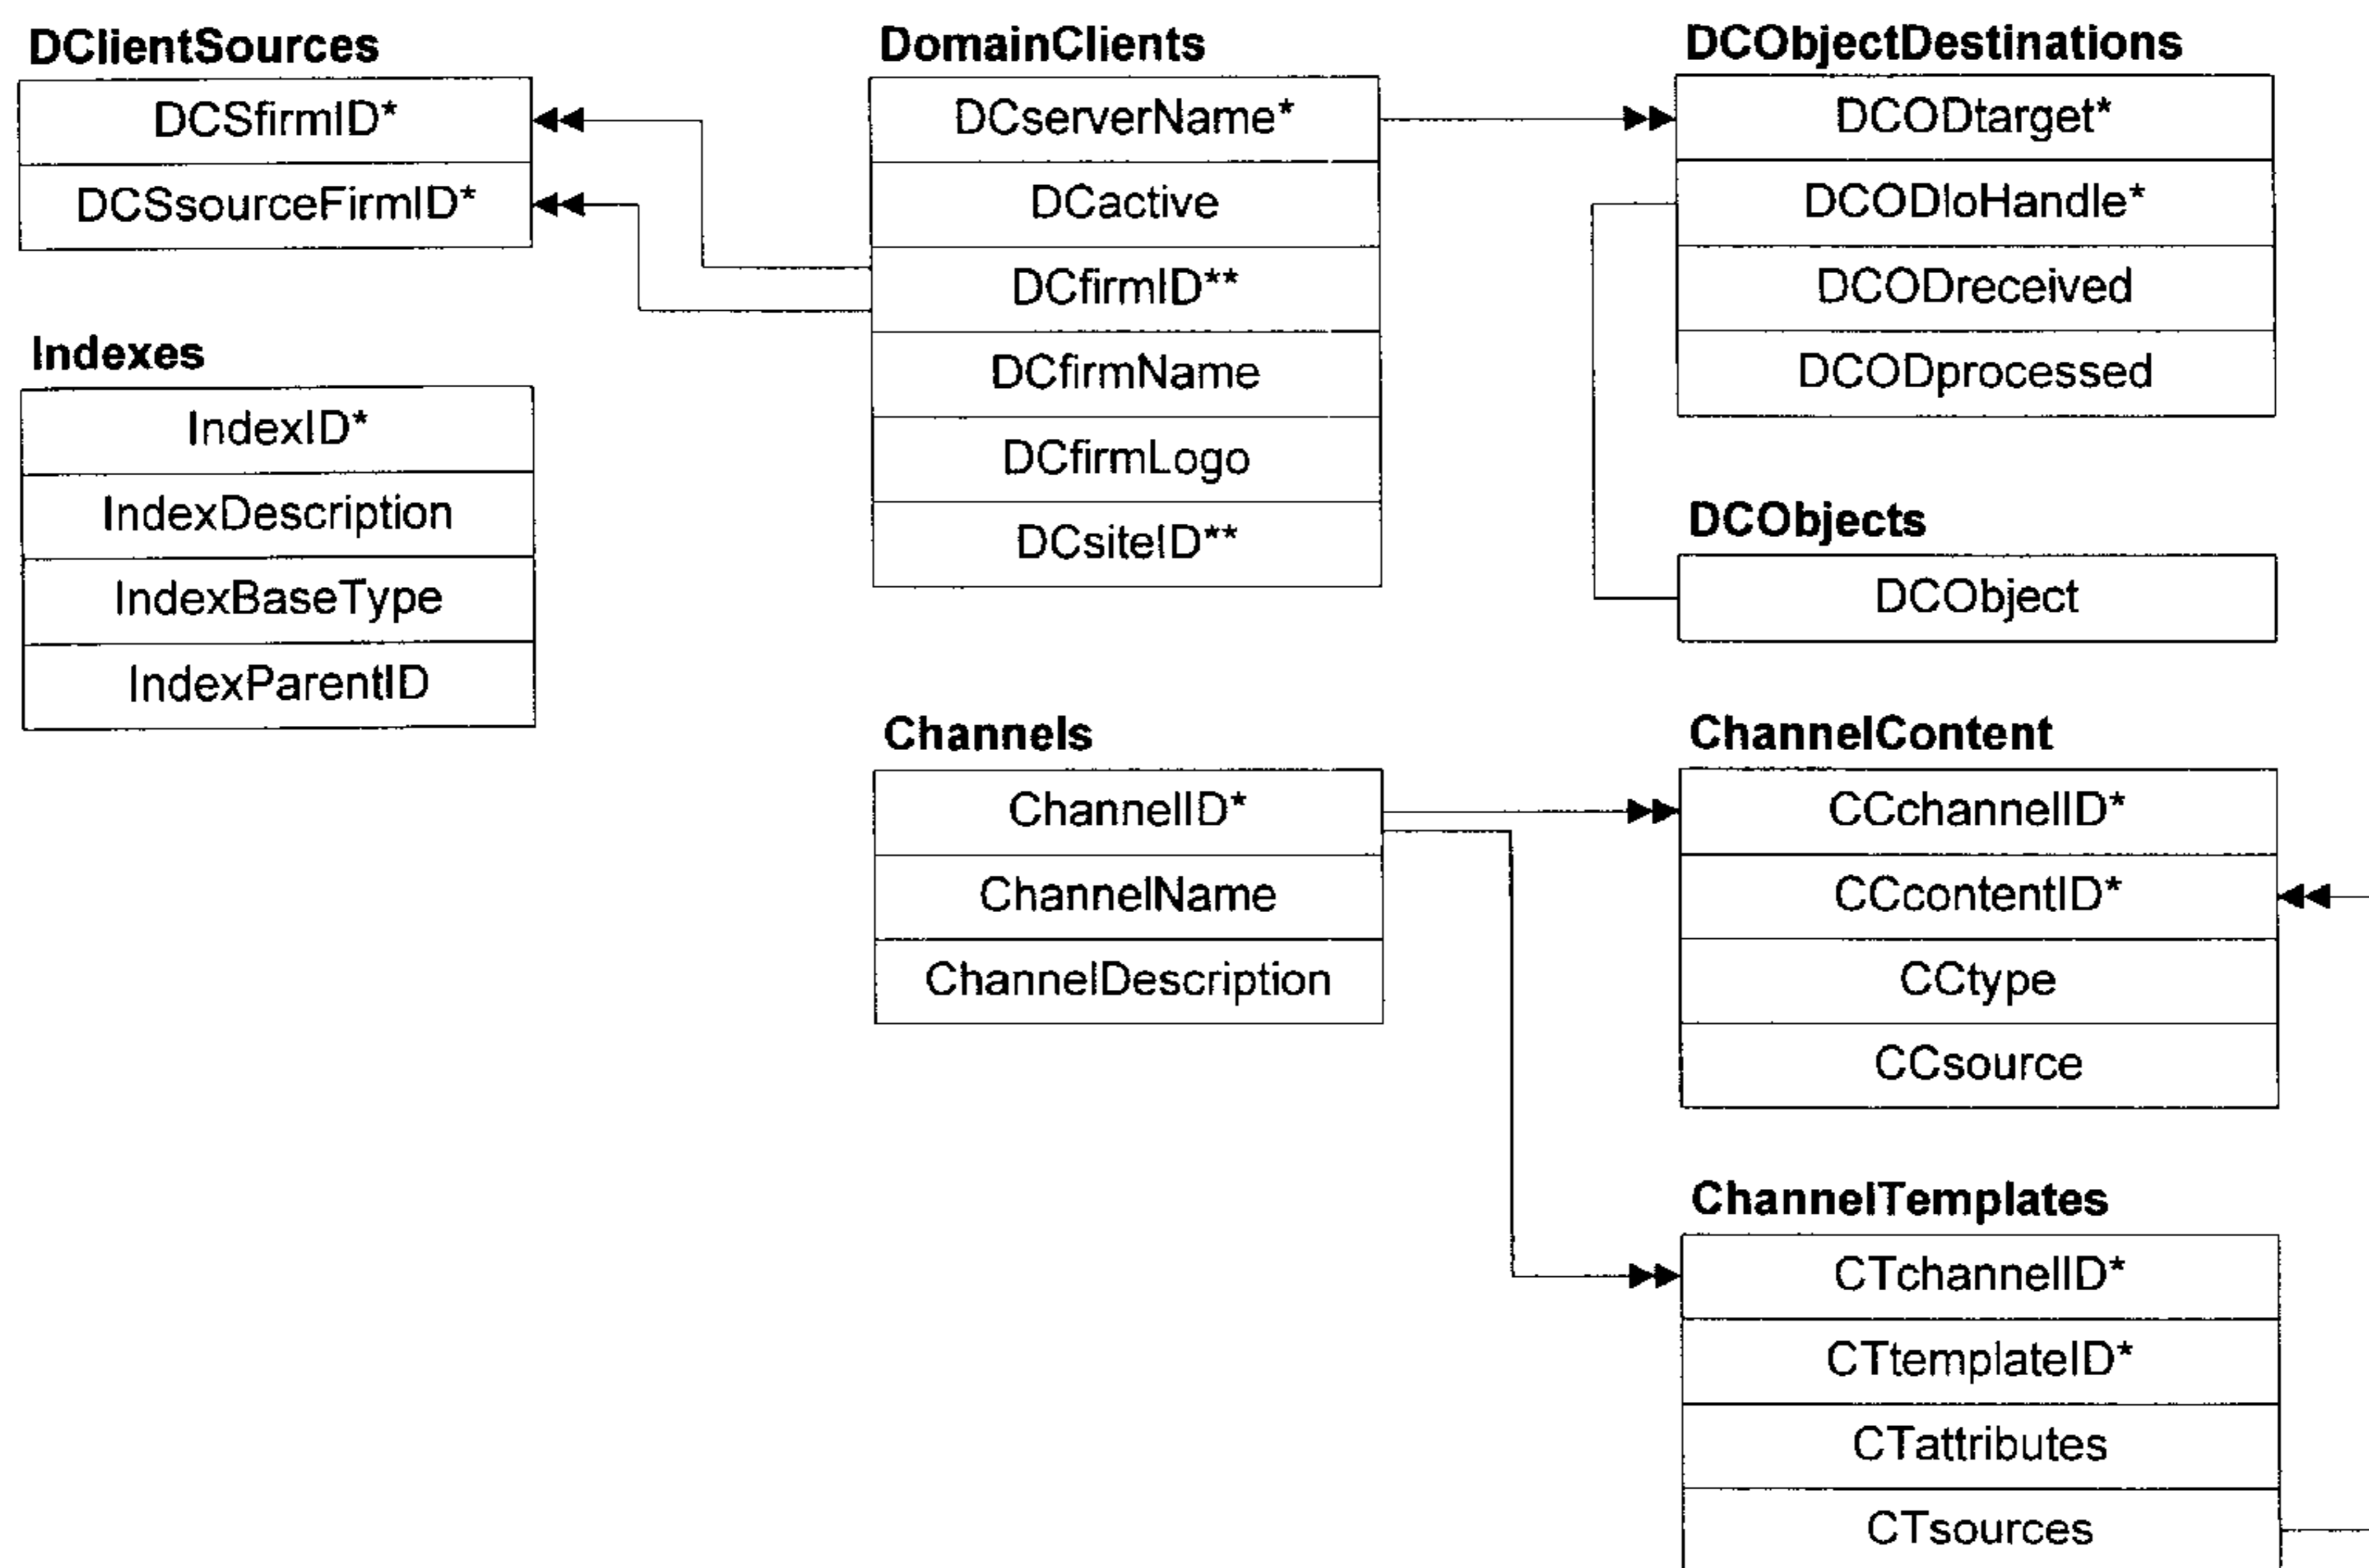 DClientSources
DCSfirmID*
DCSsourceFirmID*
Indexes
IndexID*
IndexDescription
IndexBaseType
IndexParentID
DomainClients
DCserverName*
DCactive
DCfirmID**
DCfirmName
DCfirmLogo
DCsiteID**
DCObjectDestinations
DCODtarget*
DCODloHandle*
DCODreceived
DCODprocessed
DCObjects
DCObject
Channels
ChannelID*
ChannelName
ChannelDescription
ChannelContent
CCchannelID*
CCcontentID*
CCtype
CCsource
ChannelTemplates
CTchannelID*
CTtemplateID*
CTattributes
CTsources